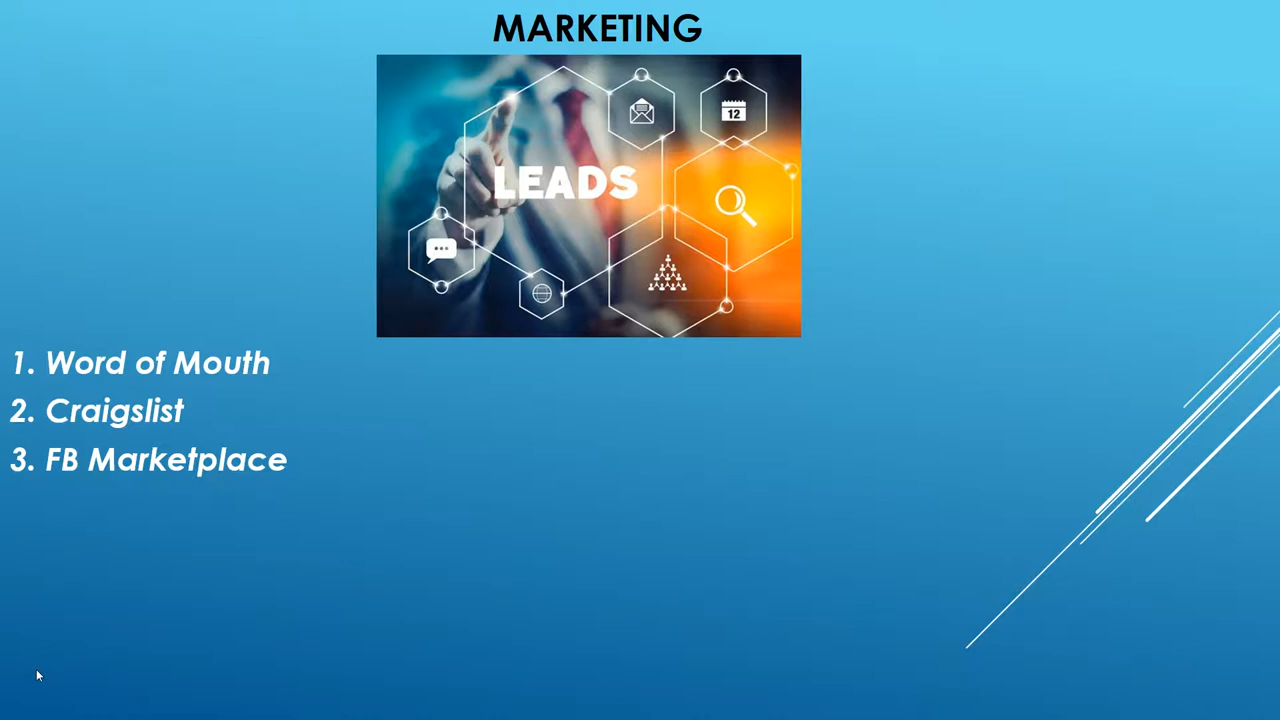 MARKETING
12
LEADS
1. Word of Mouth
2. Craigslist
3. FB Marketplace